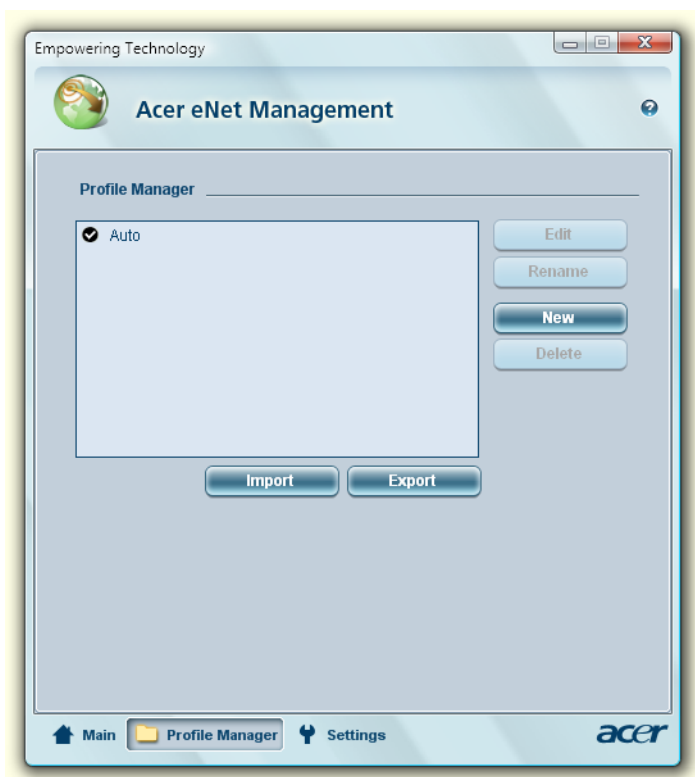 Empowering Technology
Acer eNet Management
Profile Manager
Auto
Edit
Rename
New
Delete
Import Export
Main Profile Manager Settings acer